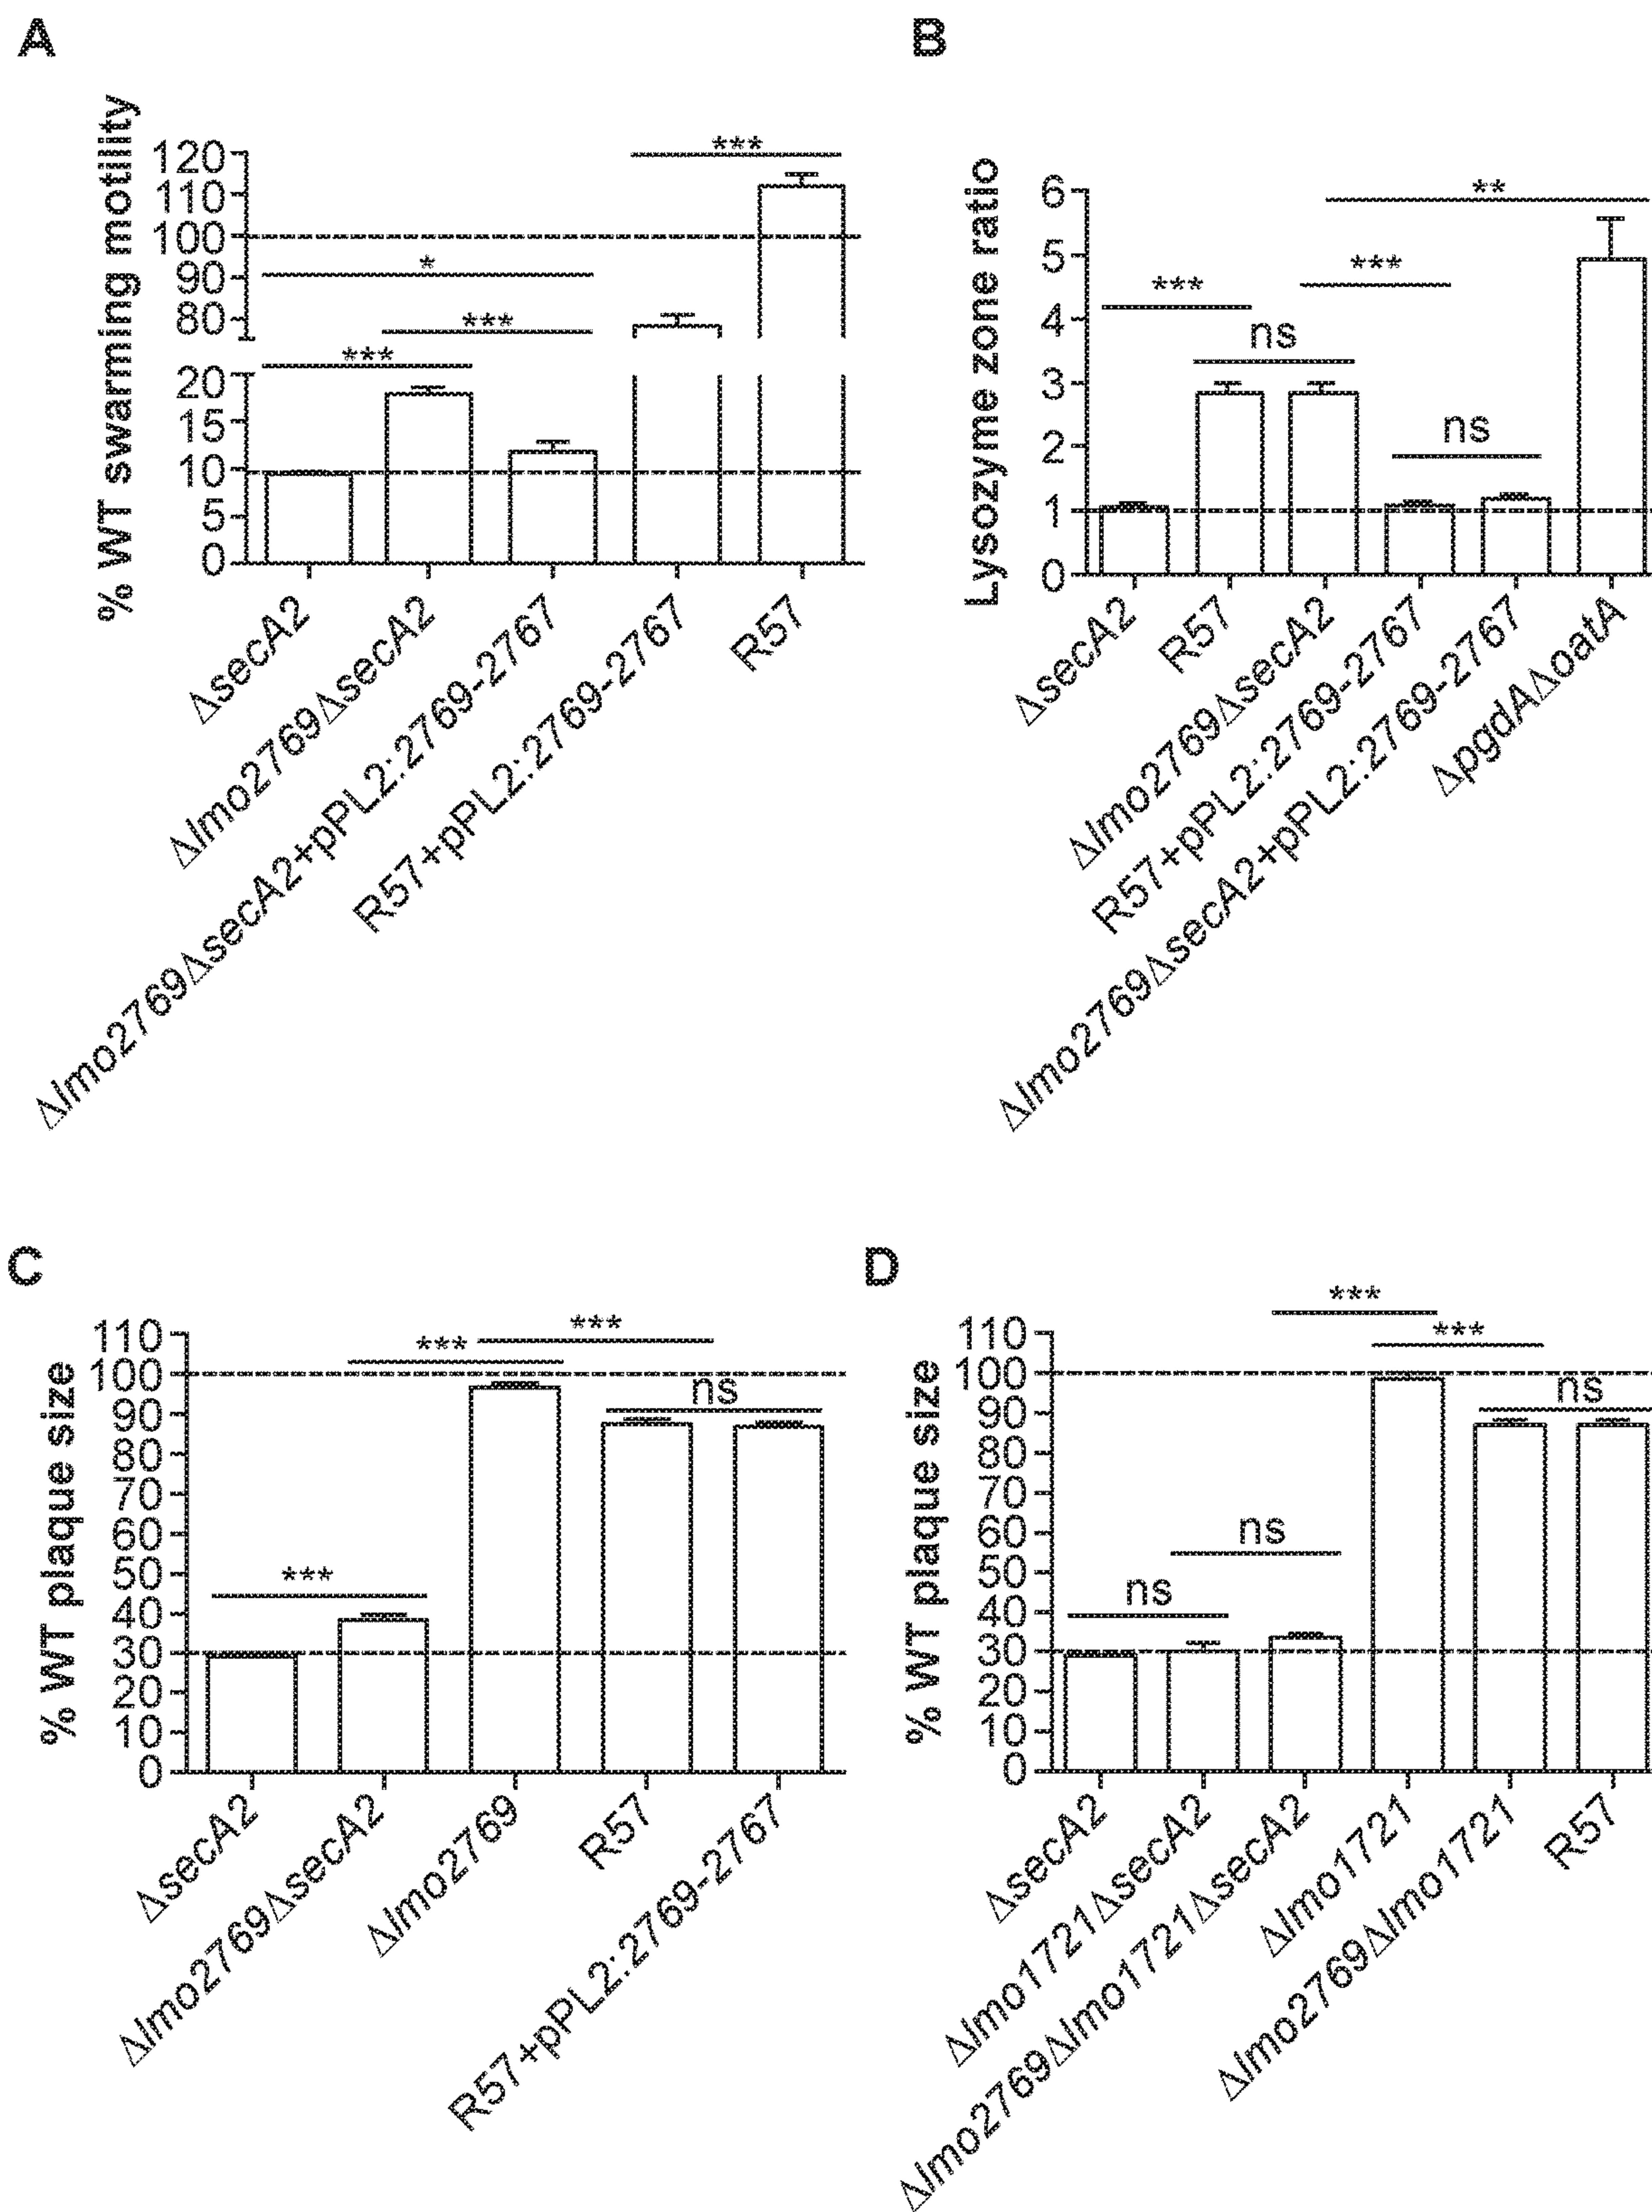 A
% WT swarming motility
120
110
100
90
80
20
15
10
5
0
***
*
***
***
ΔsecA2
Δlmo2769ΔsecA2
Δlmo2769ΔsecA2+pPL2:2769-2767
R57+pPL2:2769-2767
R57
B
Lysozyme zone ratio
6
5
4
3
2
1
0
**
***
***
ns
ns
ΔsecA2
R57
Δlmo2769ΔsecA2
R57+pPL2:2769-2767
Δlmo2769ΔsecA2+pPL2:2769-2767
ΔpgdAΔoatA
C
% WT plaque size
110
100
90
80
70
60
50
40
30
20
10
0
***
***
ns
***
ΔsecA2
Δlmo2769ΔsecA2
Δlmo2769
R57
R57+pPL2:2769-2767
D
% WT plaque size
110
100
90
80
70
60
50
40
30
20
10
0
***
***
ns
ns
ns
ΔsecA2
Δlmo1721ΔsecA2
Δlmo2769Δlmo1721ΔsecA2
Δlmo1721
Δlmo2769Δlmo1721
R57